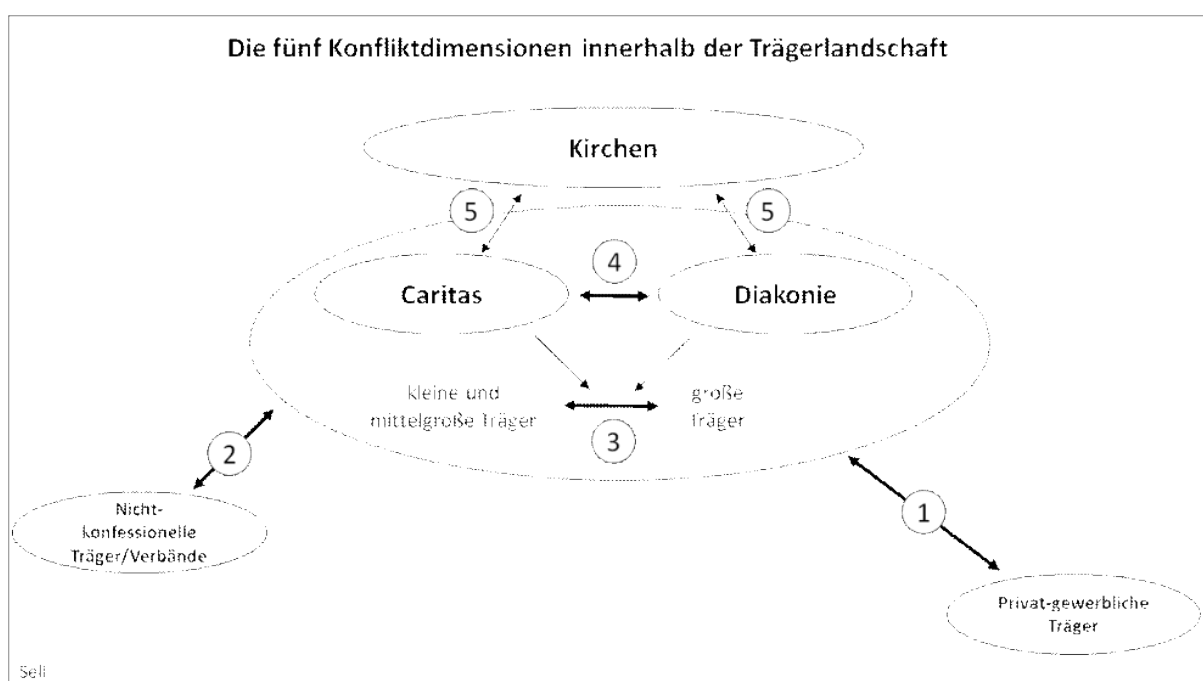 Die fünf Konfliktdimensionen innerhalb der Trägerlandschaft
Kirchen
5
5
4
Caritas
Diakonie
kleine und
mittelgroße Träger
große
Träger
3
2
Nicht-
konfessionelle
Träger/Verbände
1
Privat-gewerbliche
Träger
Sell